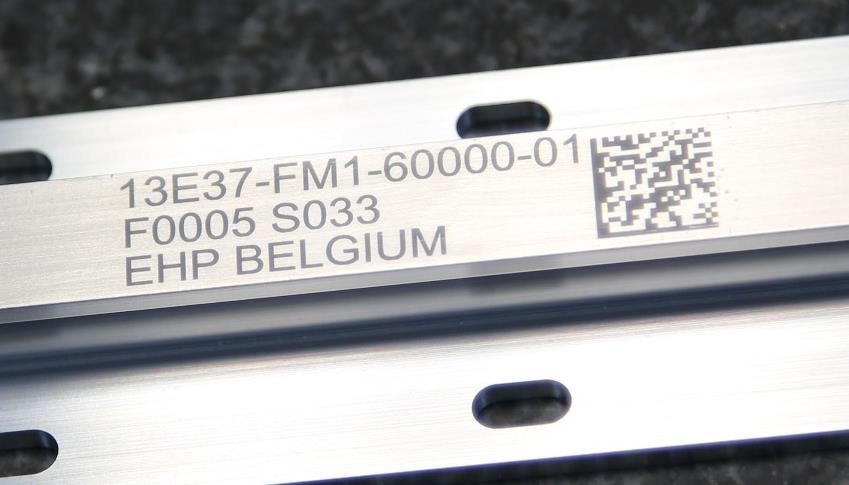 13E37-FM1-60000-01
F0005 S033
EHP BELGIUM